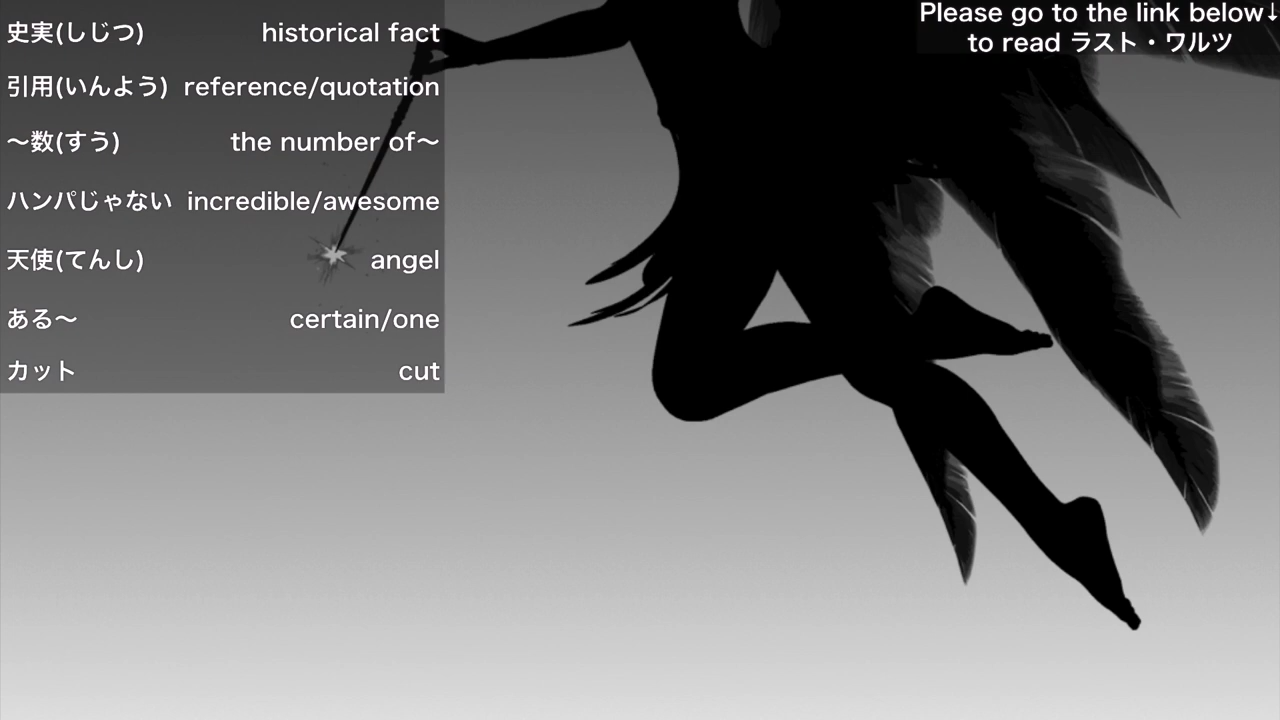 史実(しじつ) historical fact
引用(いんよう) reference/quotation
〜数(すう) the number of〜
ハンパじゃない incredible/awesome
天使(てんし) angel
ある〜 certain/one
カット cut
Please go to the link below↓
to read ラスト・ワルツ